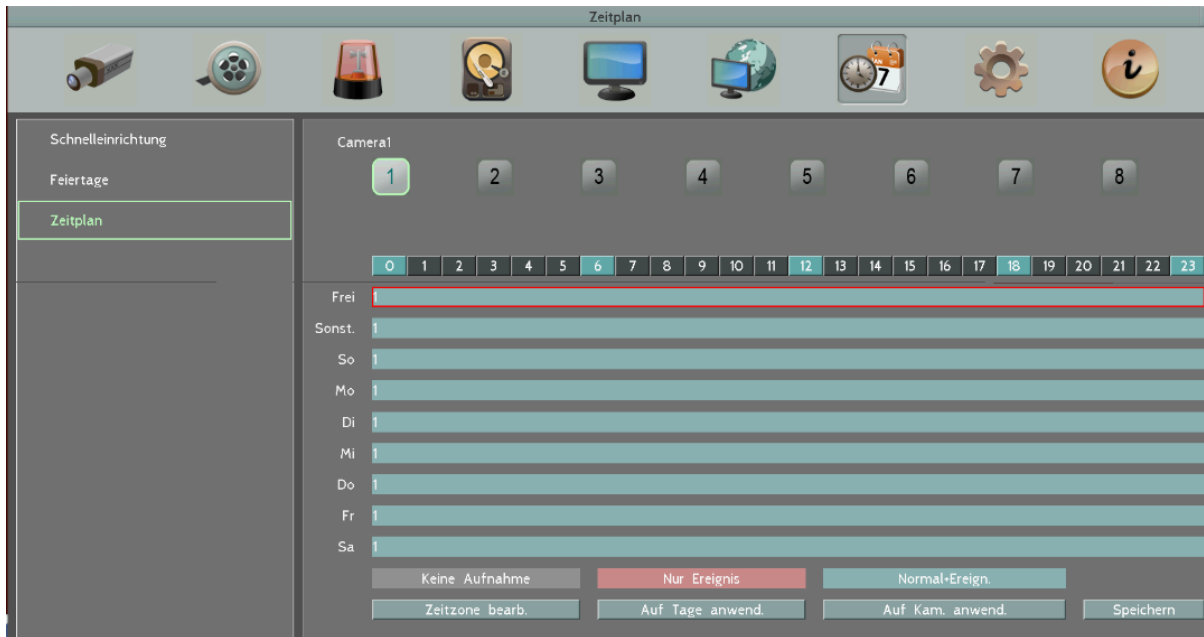 Zeitplan
7
i
Schnelleinrichtung
Feiertage
Zeitplan
Camera1
1 2 3 4 5 6 7 8
0 1 2 3 4 5 6 7 8 9 10 11 12 13 14 15 16 17 18 19 20 21 22 23
Frei 1
Sonst. 1
So 1
Mo 1
Di 1
Mi 1
Do 1
Fr 1
Sa 1
Keine Aufnahme Nur Ereignis Normal+Ereign.
Zeitzone bearb. Auf Tage anwend. Auf Kam. anwend. Speichern